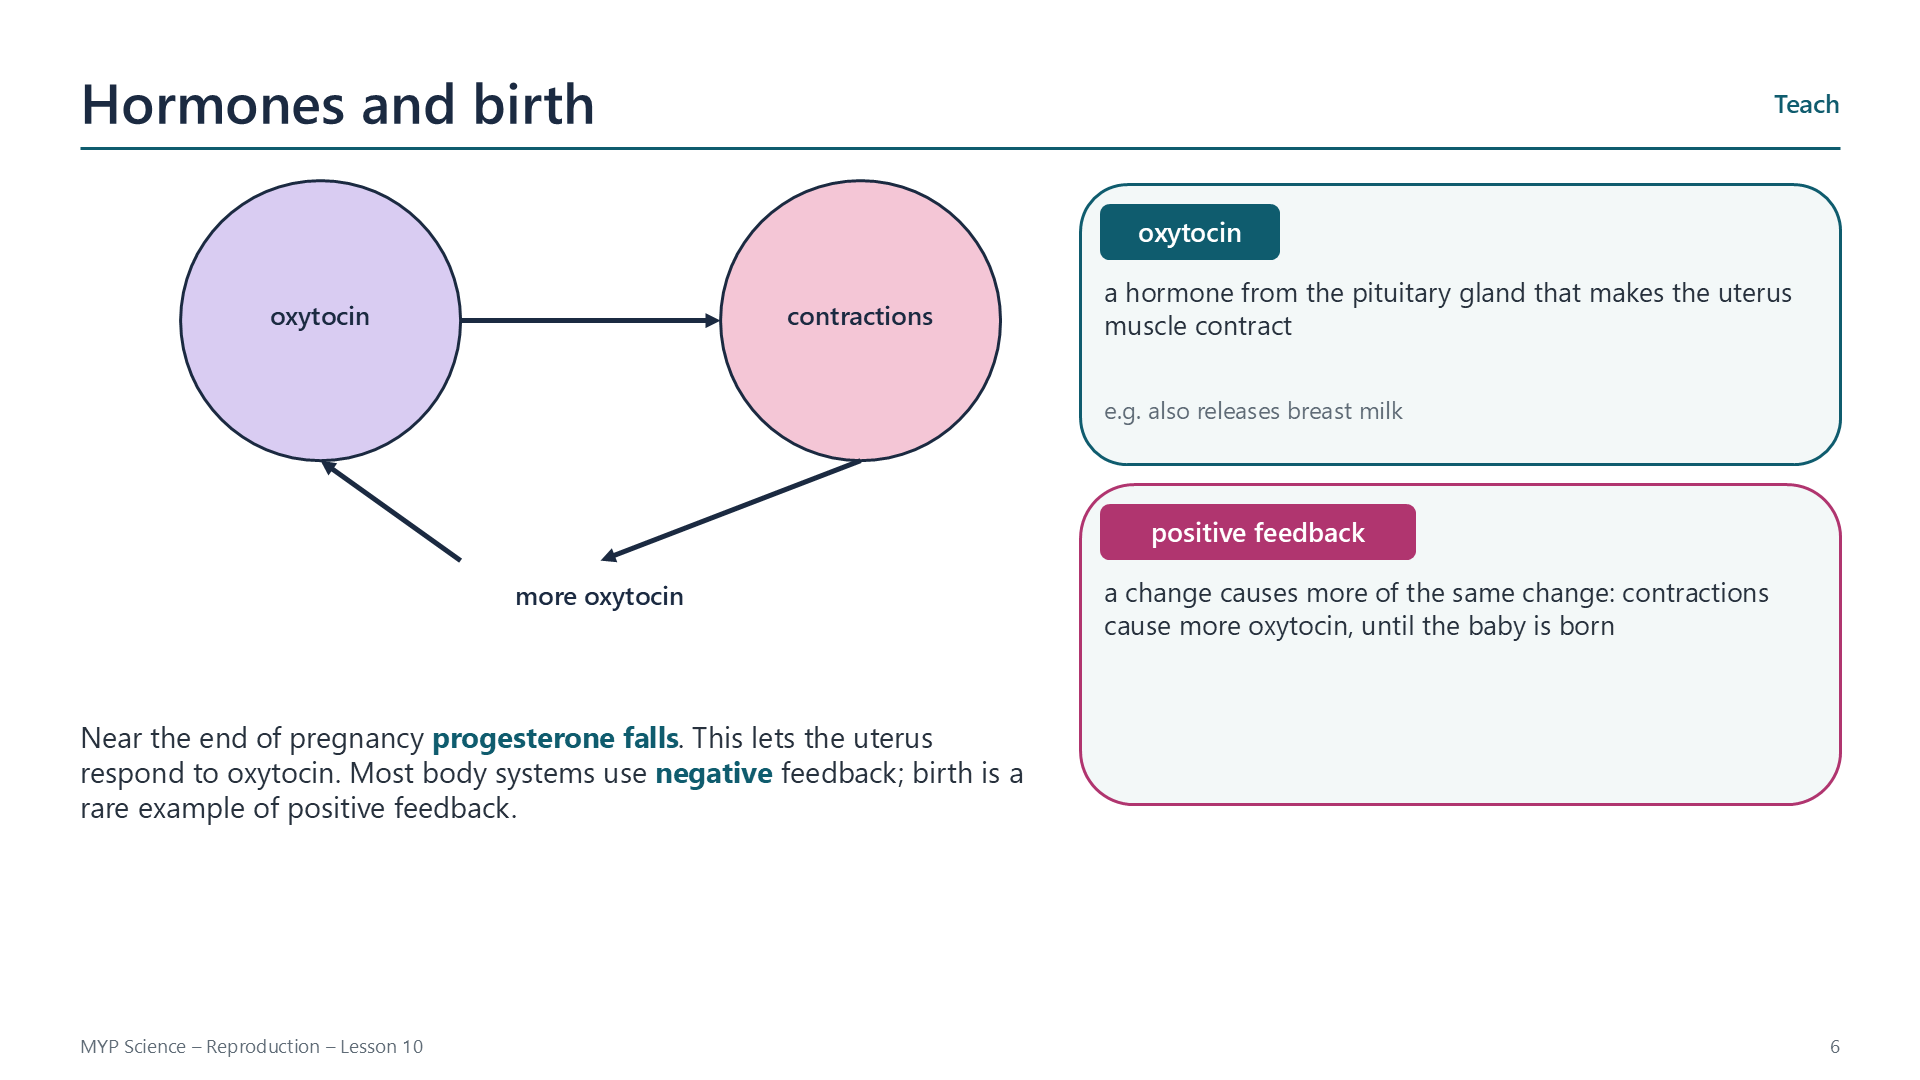 Hormones and birth
Teach
oxytocin
contractions
more oxytocin
Near the end of pregnancy progesterone falls. This lets the uterus
respond to oxytocin. Most body systems use negative feedback; birth is a
rare example of positive feedback.
oxytocin
a hormone from the pituitary gland that makes the uterus
muscle contract
e.g. also releases breast milk
positive feedback
a change causes more of the same change: contractions
cause more oxytocin, until the baby is born
MYP Science – Reproduction – Lesson 10
6